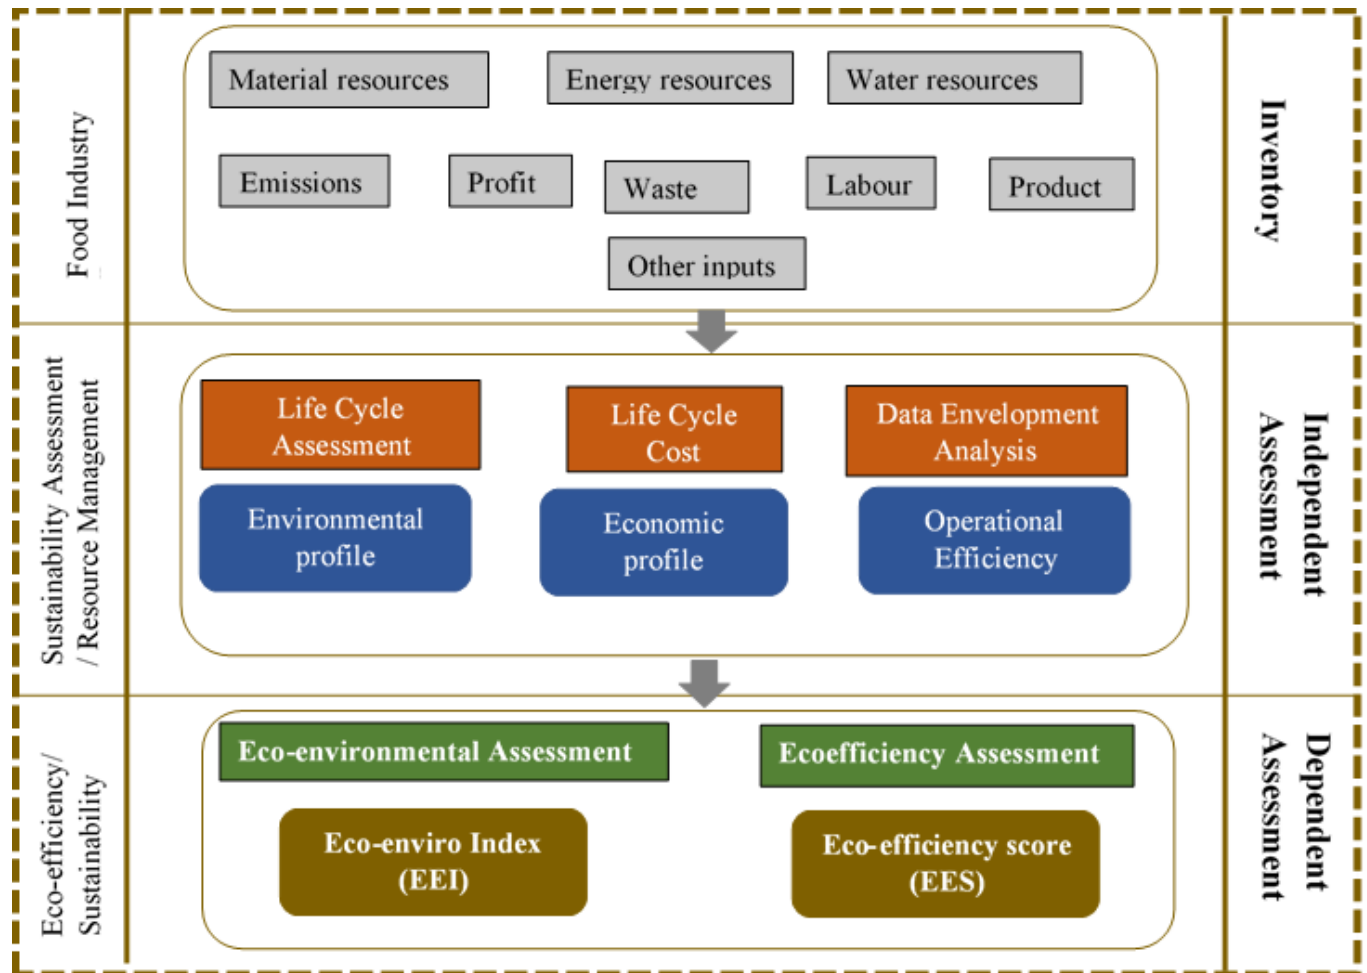 Food Industry
Material resources
Energy resources
Water resources
Emissions
Profit
Waste
Labour
Product
Other inputs
Inventory
Sustainability Assessment
/ Resource Management
Life Cycle
Assessment
Life Cycle
Cost
Data Envelopment
Analysis
Environmental
profile
Economic
profile
Operational
Efficiency
Independent
Assessment
Eco-efficiency/
Sustainability
Eco-environmental Assessment
Ecoefficiency Assessment
Eco-enviro Index
(EEI)
Eco-efficiency score
(EES)
Dependent
Assessment